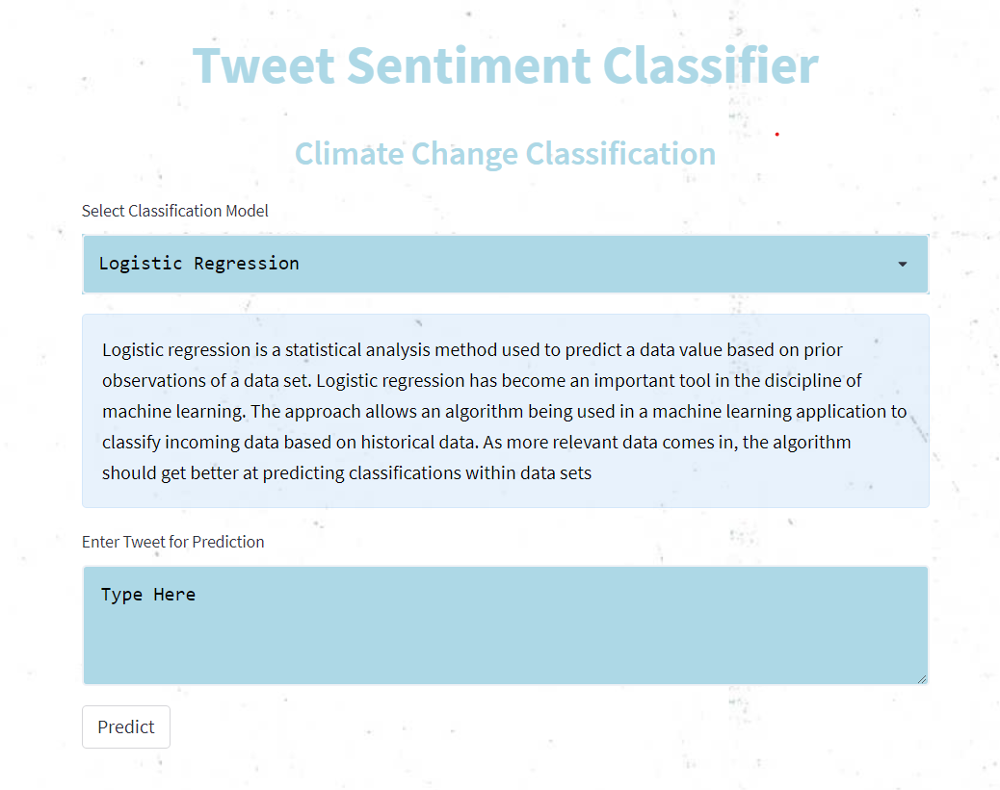 Tweet Sentiment Classifier
Climate Change Classification
Select Classification Model
Logistic Regression
Logistic regression is a statistical analysis method used to predict a data value based on prior
observations of a data set. Logistic regression has become an important tool in the discipline of
machine learning. The approach allows an algorithm being used in a machine learning application to
classify incoming data based on historical data. As more relevant data comes in, the algorithm
should get better at predicting classifications within data sets
Enter Tweet for Prediction
Type Here
Predict